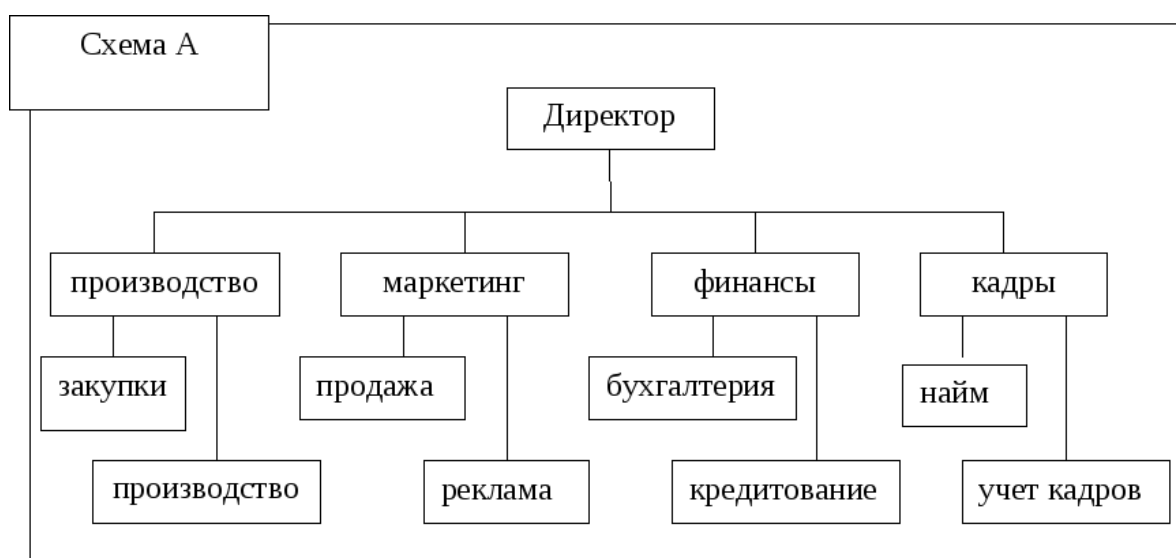 Схема А
Директор
производство
маркетинг
финансы
кадры
закупки
продажа
бухгалтерия
найм
производство
реклама
кредитование
учет кадров